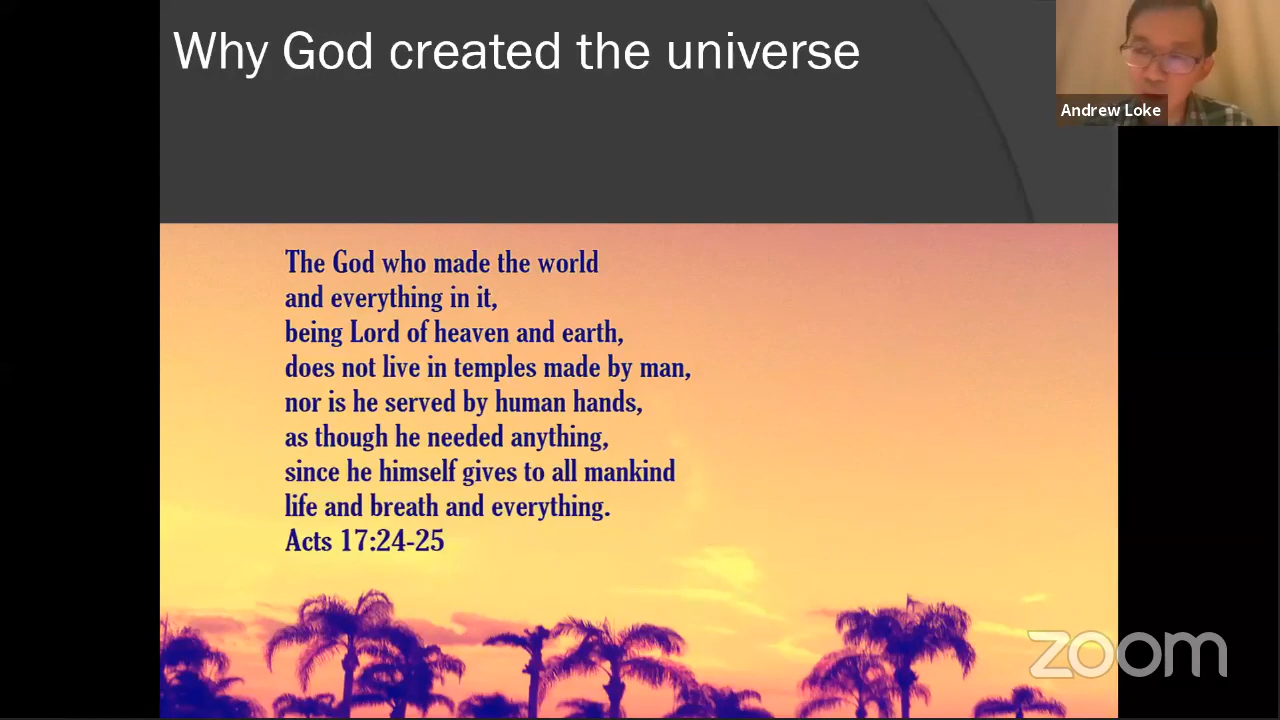 Why God created the universe
Andrew Loke
The God who made the world
and everything in it,
being Lord of heaven and earth,
does not live in temples made by man,
nor is he served by human hands,
as though he needed anything,
since he himself gives to all mankind
life and breath and everything.
Acts 17:24-25
zoom